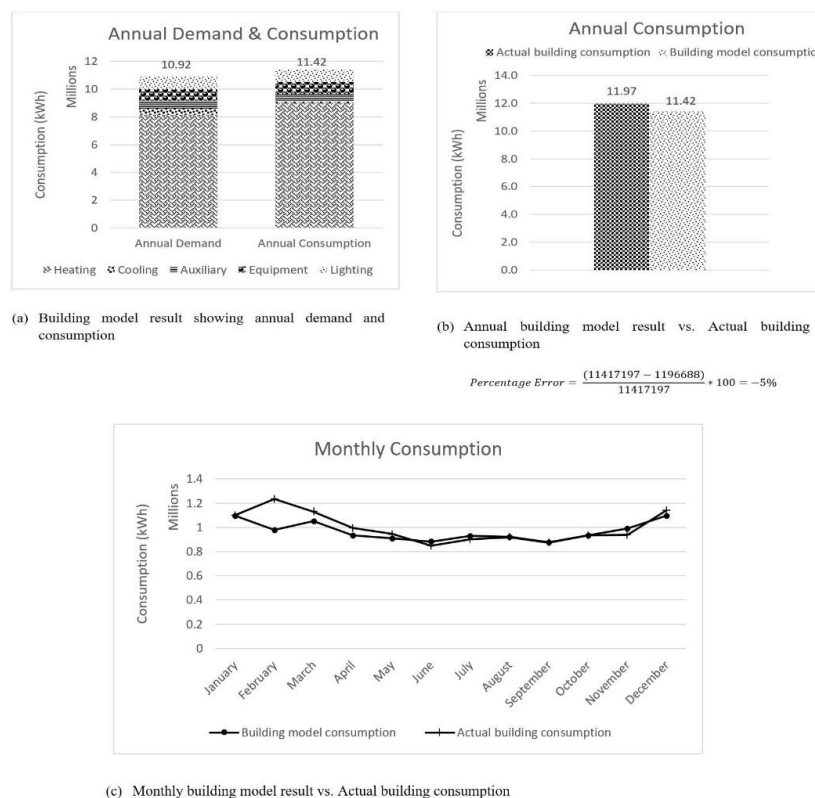 Annual Demand & Consumption
10.92
11.42
12
10
8
6
4
2
0
Millions
Consumption (kWh)
Annual Demand
Annual Consumption
Heating Cooling Auxiliary Equipment Lighting
(a) Building model result showing annual demand and
consumption
Annual Consumption
Actual building consumption Building model consumptio
14.0
12.0
10.0
8.0
6.0
4.0
2.0
0.0
Millions
Consumption (kWh)
11.97
11.42
(b) Annual building model result vs. Actual building
consumption
Percentage Error = (11417197 − 1196688) / 11417197 * 100 = −5%
Monthly Consumption
1.4
1.2
1
0.8
0.6
0.4
0.2
0
Millions
Consumption (kWh)
January
February
March
April
May
June
July
August
September
October
November
December
Building model consumption Actual building consumption
(c) Monthly building model result vs. Actual building consumption